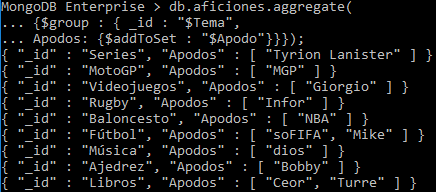 MongoDB Enterprise > db.aficiones.aggregate(
... {$group : { _id : "$Tema",
... Apodos: {$addToSet : "$Apodo"}}});
{ "_id" : "Series", "Apodos" : [ "Tyrion Lanister" ] }
{ "_id" : "MotoGP", "Apodos" : [ "MGP" ] }
{ "_id" : "Videojuegos", "Apodos" : [ "Giorgio" ] }
{ "_id" : "Rugby", "Apodos" : [ "Infor" ] }
{ "_id" : "Baloncesto", "Apodos" : [ "NBA" ] }
{ "_id" : "Fútbol", "Apodos" : [ "soFIFA", "Mike" ] }
{ "_id" : "Música", "Apodos" : [ "dios" ] }
{ "_id" : "Ajedrez", "Apodos" : [ "Bobby" ] }
{ "_id" : "Libros", "Apodos" : [ "Ceor", "Turre" ] }